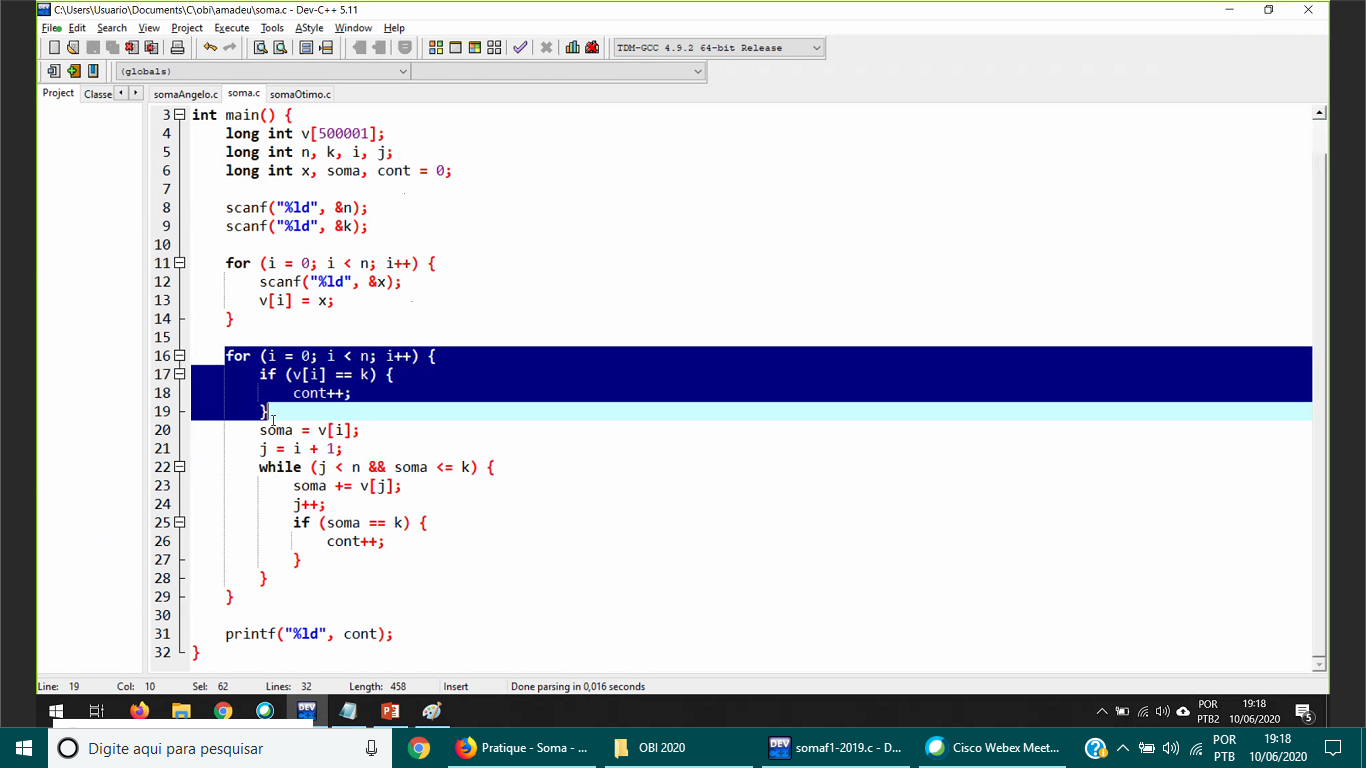 C:\Users\Usuario\Documents\C\obi\amadeu\soma.c - Dev-C++ 5.11
File Edit Search View Project Execute Tools AStyle Window Help
TDM-GCC 4.9.2 64-bit Release
(globals)
Project Classe somaAngelo.c soma.c somaOtimo.c
3 int main() {
4 long int v[500001];
5 long int n, k, i, j;
6 long int x, soma, cont = 0;
7
8 scanf("%ld", &n);
9 scanf("%ld", &k);
10
11 for (i = 0; i < n; i++) {
12 scanf("%ld", &x);
13 v[i] = x;
14 }
15
16 for (i = 0; i < n; i++) {
17 if (v[i] == k) {
18 cont++;
19 }
20 soma = v[i];
21 j = i + 1;
22 while (j < n && soma <= k) {
23 soma += v[j];
24 j++;
25 if (soma == k) {
26 cont++;
27 }
28 }
29 }
30
31 printf("%ld", cont);
32 }
Line: 19 Col: 10 Sel: 62 Lines: 32 Length: 458 Insert Done parsing in 0,016 seconds
DEV POR 19:18
PTB2 10/06/2020 5
Digite aqui para pesquisar Pratique - Soma - ... OBI 2020 DEV somaf1-2019.c - D... Cisco Webex Meet... POR 19:18
PTB 10/06/2020